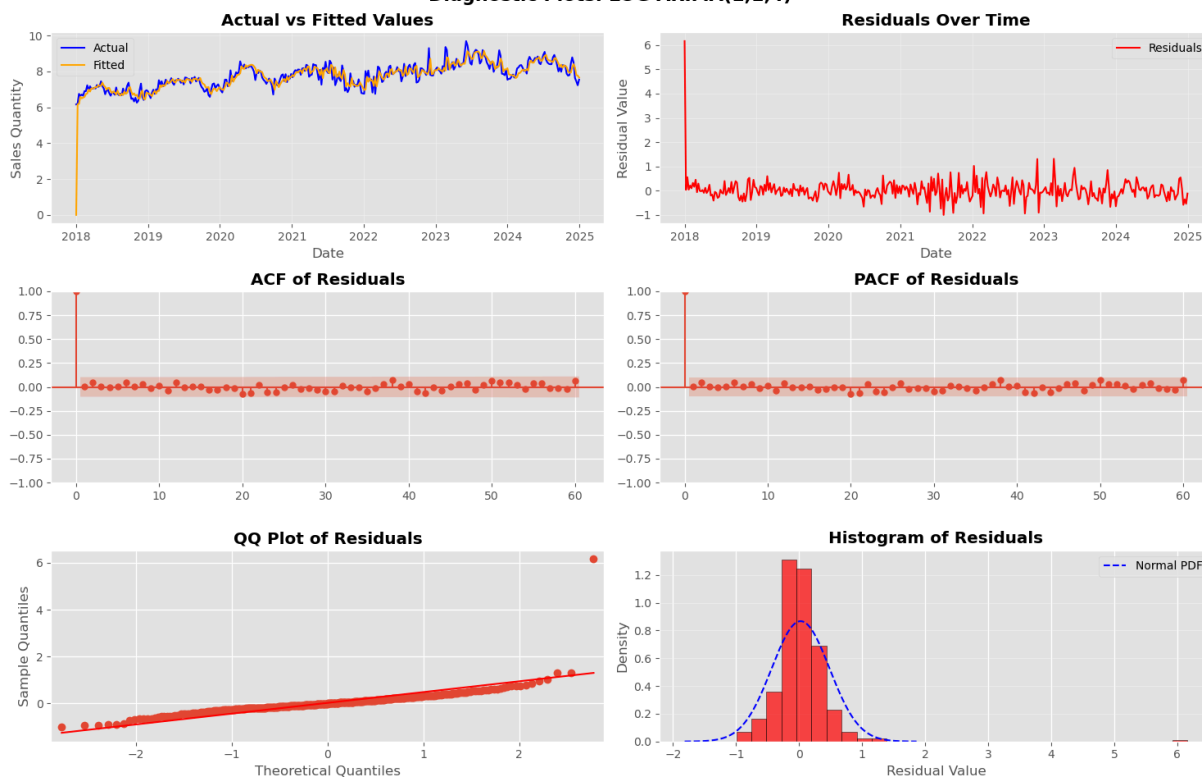 Actual vs Fitted Values
Sales Quantity
10
8
6
4
2
0
Actual
Fitted
2018 2019 2020 2021 2022 2023 2024 2025
Date
Residuals Over Time
Residual Value
6
5
4
3
2
1
0
−1
Residuals
2018 2019 2020 2021 2022 2023 2024 2025
Date
ACF of Residuals
1.00
0.75
0.50
0.25
0.00
−0.25
−0.50
−0.75
−1.00
0 10 20 30 40 50 60
PACF of Residuals
1.00
0.75
0.50
0.25
0.00
−0.25
−0.50
−0.75
−1.00
0 10 20 30 40 50 60
QQ Plot of Residuals
Sample Quantiles
6
4
2
0
−2 −1 0 1 2
Theoretical Quantiles
Histogram of Residuals
Density
1.2
1.0
0.8
0.6
0.4
0.2
0.0
Normal PDF
−2 −1 0 1 2 3 4 5 6
Residual Value